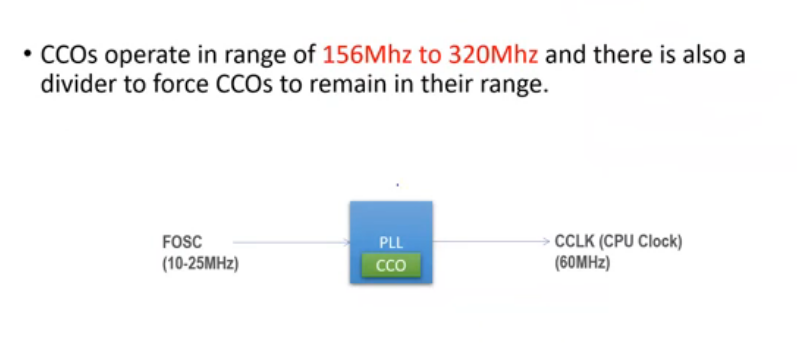 • CCOs operate in range of 156Mhz to 320Mhz and there is also a
divider to force CCOs to remain in their range.
FOSC
(10-25MHz)
PLL
CCO
CCLK (CPU Clock)
(60MHz)